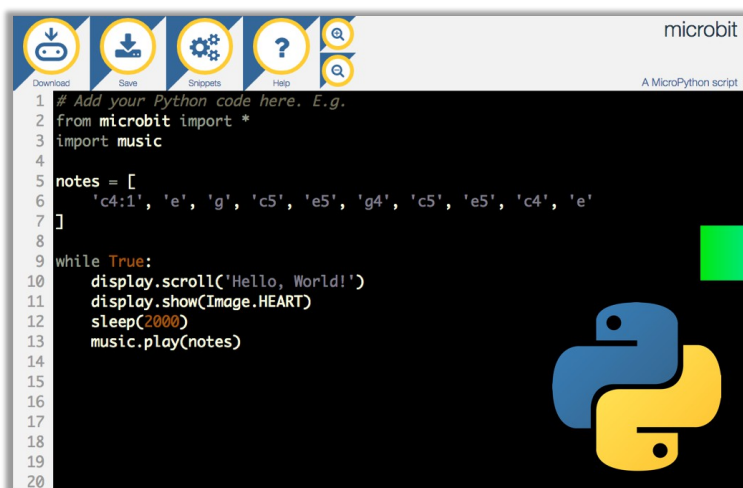 microbit
Download Save Snippets Help
A MicroPython script
1 # Add your Python code here. E.g.
2 from microbit import *
3 import music
4
5 notes = [
6     'c4:1', 'e', 'g', 'c5', 'e5', 'g4', 'c5', 'e5', 'c4', 'e'
7 ]
8
9 while True:
10     display.scroll('Hello, World!')
11     display.show(Image.HEART)
12     sleep(2000)
13     music.play(notes)
14
15
16
17
18
19
20